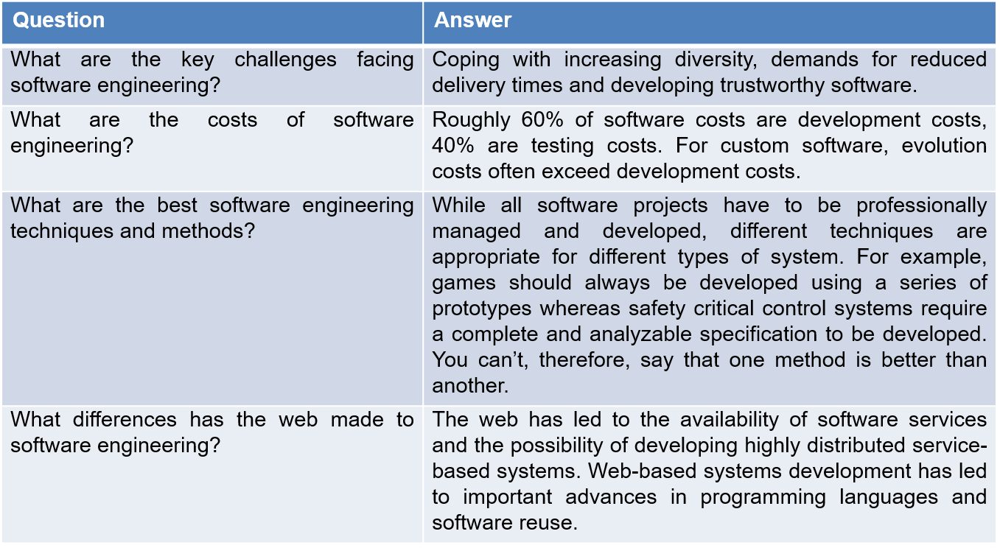 Question
Answer
What are the key challenges facing
software engineering?
Coping with increasing diversity, demands for reduced
delivery times and developing trustworthy software.
What are the costs of software
engineering?
Roughly 60% of software costs are development costs,
40% are testing costs. For custom software, evolution
costs often exceed development costs.
What are the best software engineering
techniques and methods?
While all software projects have to be professionally
managed and developed, different techniques are
appropriate for different types of system. For example,
games should always be developed using a series of
prototypes whereas safety critical control systems require
a complete and analyzable specification to be developed.
You can’t, therefore, say that one method is better than
another.
What differences has the web made to
software engineering?
The web has led to the availability of software services
and the possibility of developing highly distributed service-
based systems. Web-based systems development has led
to important advances in programming languages and
software reuse.